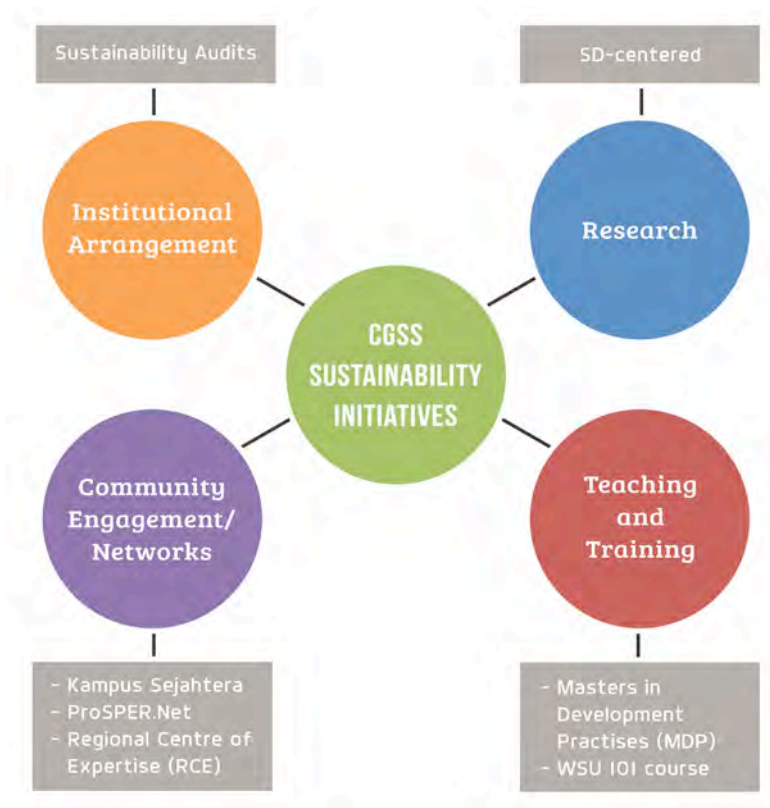 Sustainability Audits
SD-centered
Institutional
Arrangement
Research
CGSS
SUSTAINABILITY
INITIATIVES
Community
Engagement/
Networks
Teaching
and
Training
- Kampus Sejahtera
- ProSPER.Net
- Regional Centre of
Expertise (RCE)
- Masters in
Development
Practises (MDP)
- WSU 101 course